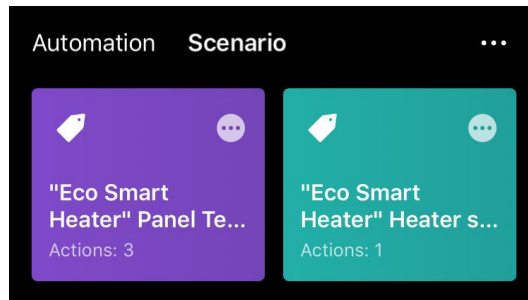 Automation Scenario
"Eco Smart
Heater" Panel Te...
Actions: 3
"Eco Smart
Heater" Heater s...
Actions: 1